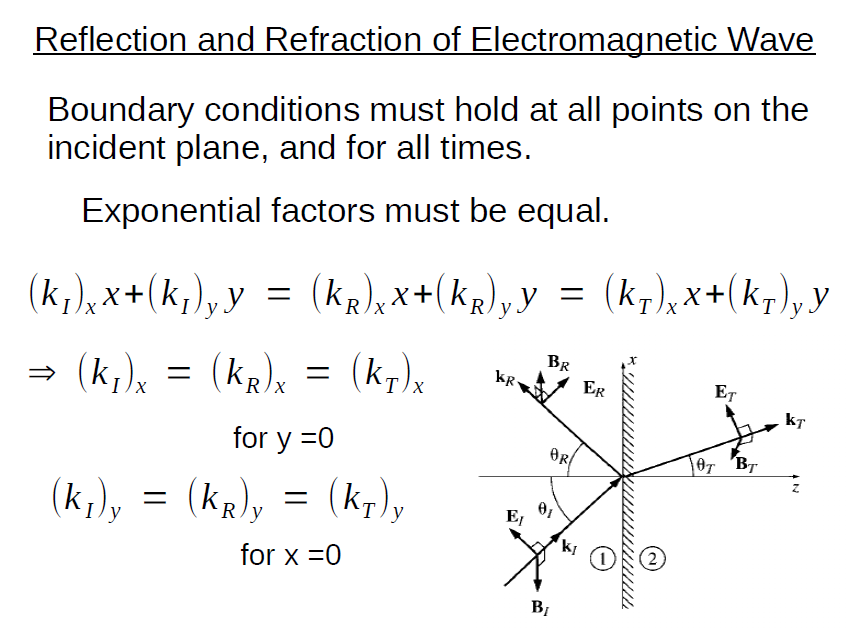 Reflection and Refraction of Electromagnetic Wave
Boundary conditions must hold at all points on the
incident plane, and for all times.
Exponential factors must be equal.
(k_I)_x x+(k_I)_y y = (k_R)_x x+(k_R)_y y = (k_T)_x x+(k_T)_y y
⇒ (k_I)_x = (k_R)_x = (k_T)_x
for y =0
(k_I)_y = (k_R)_y = (k_T)_y
for x =0
x
B_R
k_R
E_R
E_T
k_T
θ_R
θ_T
B_T
z
θ_I
E_I
k_I
1
2
B_I